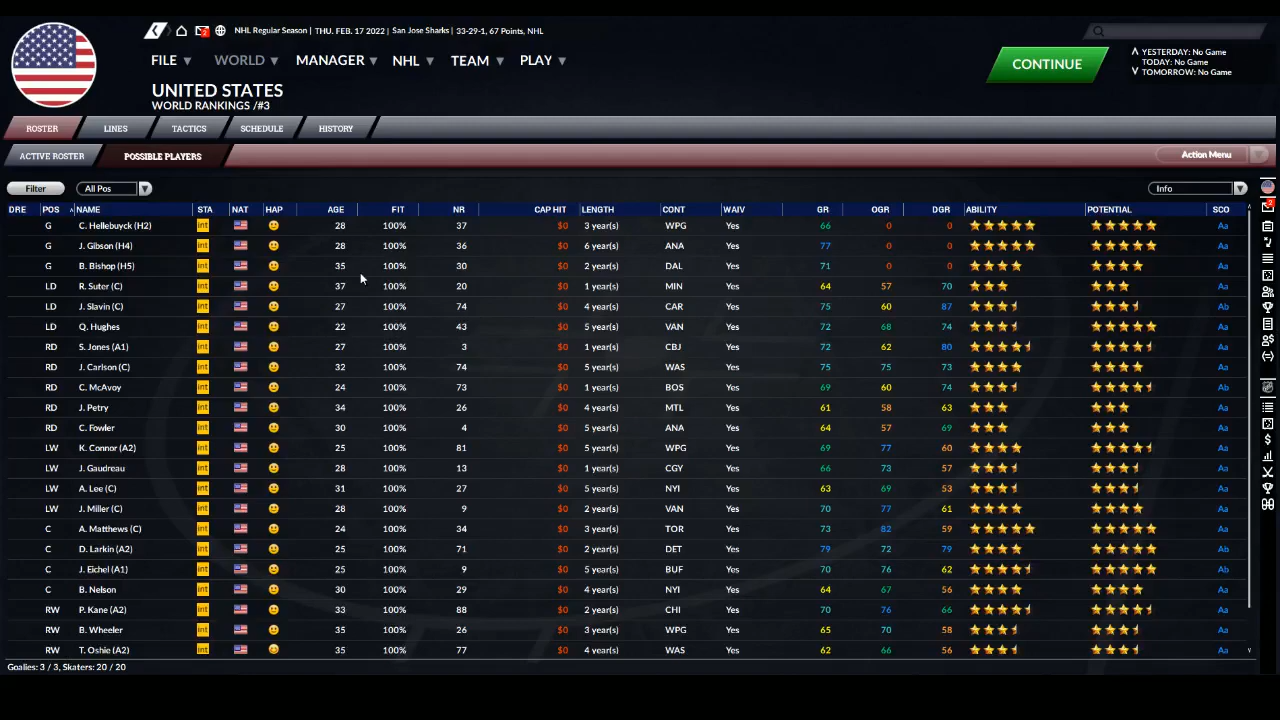 NHL Regular Season | THU. FEB. 17 2022 | San Jose Sharks | 33-29-1, 67 Points, NHL
FILE WORLD MANAGER NHL TEAM PLAY
CONTINUE
YESTERDAY: No Game
TODAY: No Game
TOMORROW: No Game
UNITED STATES
WORLD RANKINGS /#3
ROSTER LINES TACTICS SCHEDULE HISTORY
ACTIVE ROSTER POSSIBLE PLAYERS Action Menu
Filter All Pos Info
DRE POS NAME STA NAT HAP AGE FIT NR CAP HIT LENGTH CONT WAIV GR OGR DGR ABILITY POTENTIAL SCO
G C. Hellebuyck (H2) int 28 100% 37 $0 3 year(s) WPG Yes 66 0 0 Aa
G J. Gibson (H4) int 28 100% 36 $0 6 year(s) ANA Yes 77 0 0 Aa
G B. Bishop (H5) int 35 100% 30 $0 2 year(s) DAL Yes 71 0 0 Aa
LD R. Suter (C) int 37 100% 20 $0 1 year(s) MIN Yes 64 57 70 Aa
LD J. Slavin (C) int 27 100% 74 $0 4 year(s) CAR Yes 75 60 87 Ab
LD Q. Hughes int 22 100% 43 $0 5 year(s) VAN Yes 72 68 74 Aa
RD S. Jones (A1) int 27 100% 3 $0 1 year(s) CBJ Yes 72 62 80 Aa
RD J. Carlson (C) int 32 100% 74 $0 5 year(s) WAS Yes 75 75 73 Aa
RD C. McAvoy int 24 100% 73 $0 1 year(s) BOS Yes 69 60 74 Ab
RD J. Petry int 34 100% 26 $0 4 year(s) MTL Yes 61 58 63 Aa
RD C. Fowler int 30 100% 4 $0 5 year(s) ANA Yes 64 57 69 Aa
LW K. Connor (A2) int 25 100% 81 $0 5 year(s) WPG Yes 69 77 60 Aa
LW J. Gaudreau int 28 100% 13 $0 1 year(s) CGY Yes 66 73 57 Aa
LW A. Lee (C) int 31 100% 27 $0 5 year(s) NYI Yes 63 69 53 Aa
LW J. Miller (C) int 28 100% 9 $0 2 year(s) VAN Yes 70 77 61 Aa
C A. Matthews (C) int 24 100% 34 $0 3 year(s) TOR Yes 73 82 59 Aa
C D. Larkin (A2) int 25 100% 71 $0 2 year(s) DET Yes 79 72 79 Ab
C J. Eichel (A1) int 25 100% 9 $0 5 year(s) BUF Yes 70 76 62 Ab
C B. Nelson int 30 100% 29 $0 4 year(s) NYI Yes 64 67 56 Aa
RW P. Kane (A2) int 33 100% 88 $0 2 year(s) CHI Yes 70 76 66 Aa
RW B. Wheeler int 35 100% 26 $0 3 year(s) WPG Yes 65 70 58 Aa
RW T. Oshie (A2) int 35 100% 77 $0 4 year(s) WAS Yes 62 66 56 Aa
Goalies: 3 / 3, Skaters: 20 / 20